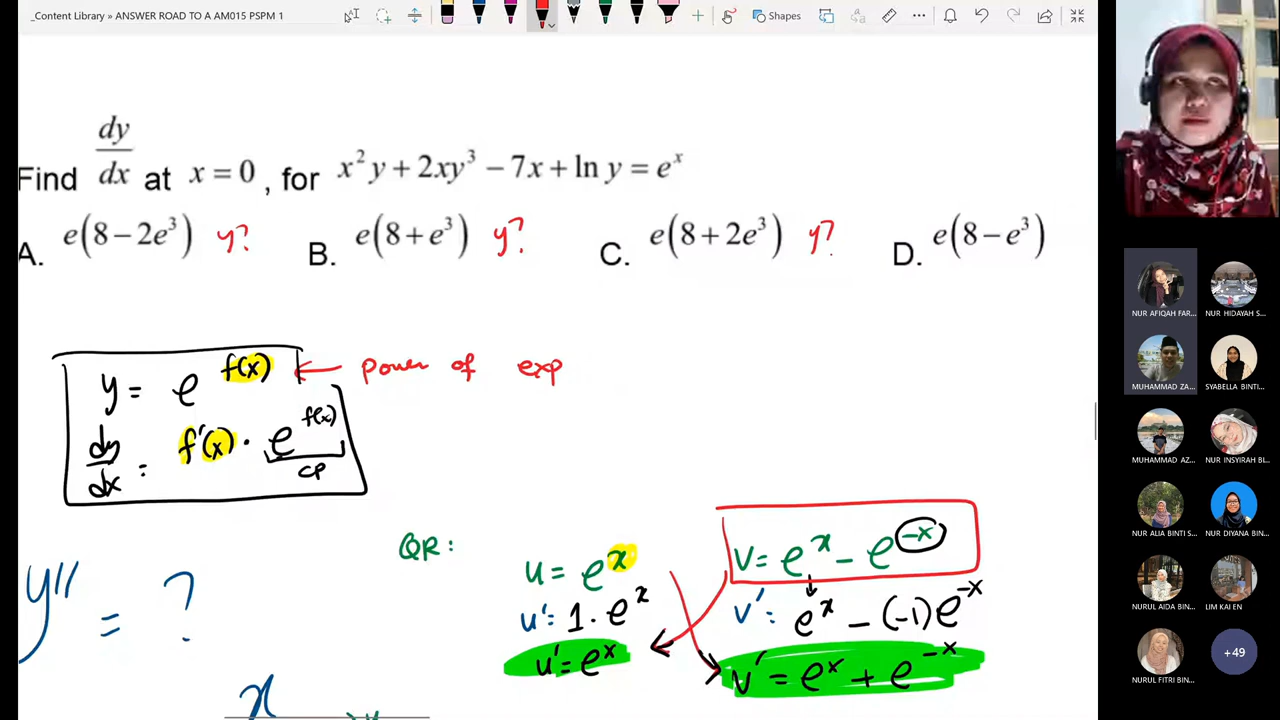 _Content Library » ANSWER ROAD TO A AM015 PSPM 1
Shapes
Find dy/dx at x = 0 , for x²y + 2xy³ − 7x + ln y = eˣ
A. e(8 − 2e³) y?
B. e(8 + e³) y?
C. e(8 + 2e³) y?
D. e(8 − e³)
y = e^f(x) ← power of exp
dy/dx = f'(x) · e^f(x)
cp
QR:
u = eˣ
u' = 1 · eˣ
u' = eˣ
v = eˣ − e⁻ˣ
v' = eˣ − (−1)e⁻ˣ
v' = eˣ + e⁻ˣ
y'' = ?
x
NUR AFIQAH FAR...
NUR HIDAYAH S...
MUHAMMAD ZA...
SYABELLA BINTI...
MUHAMMAD AZ...
NUR INSYIRAH BI...
NUR ALIA BINTI S...
NUR DIYANA BIN...
NURUL AIDA BIN...
LIM KAI EN
NURUL FITRI BIN...
+49